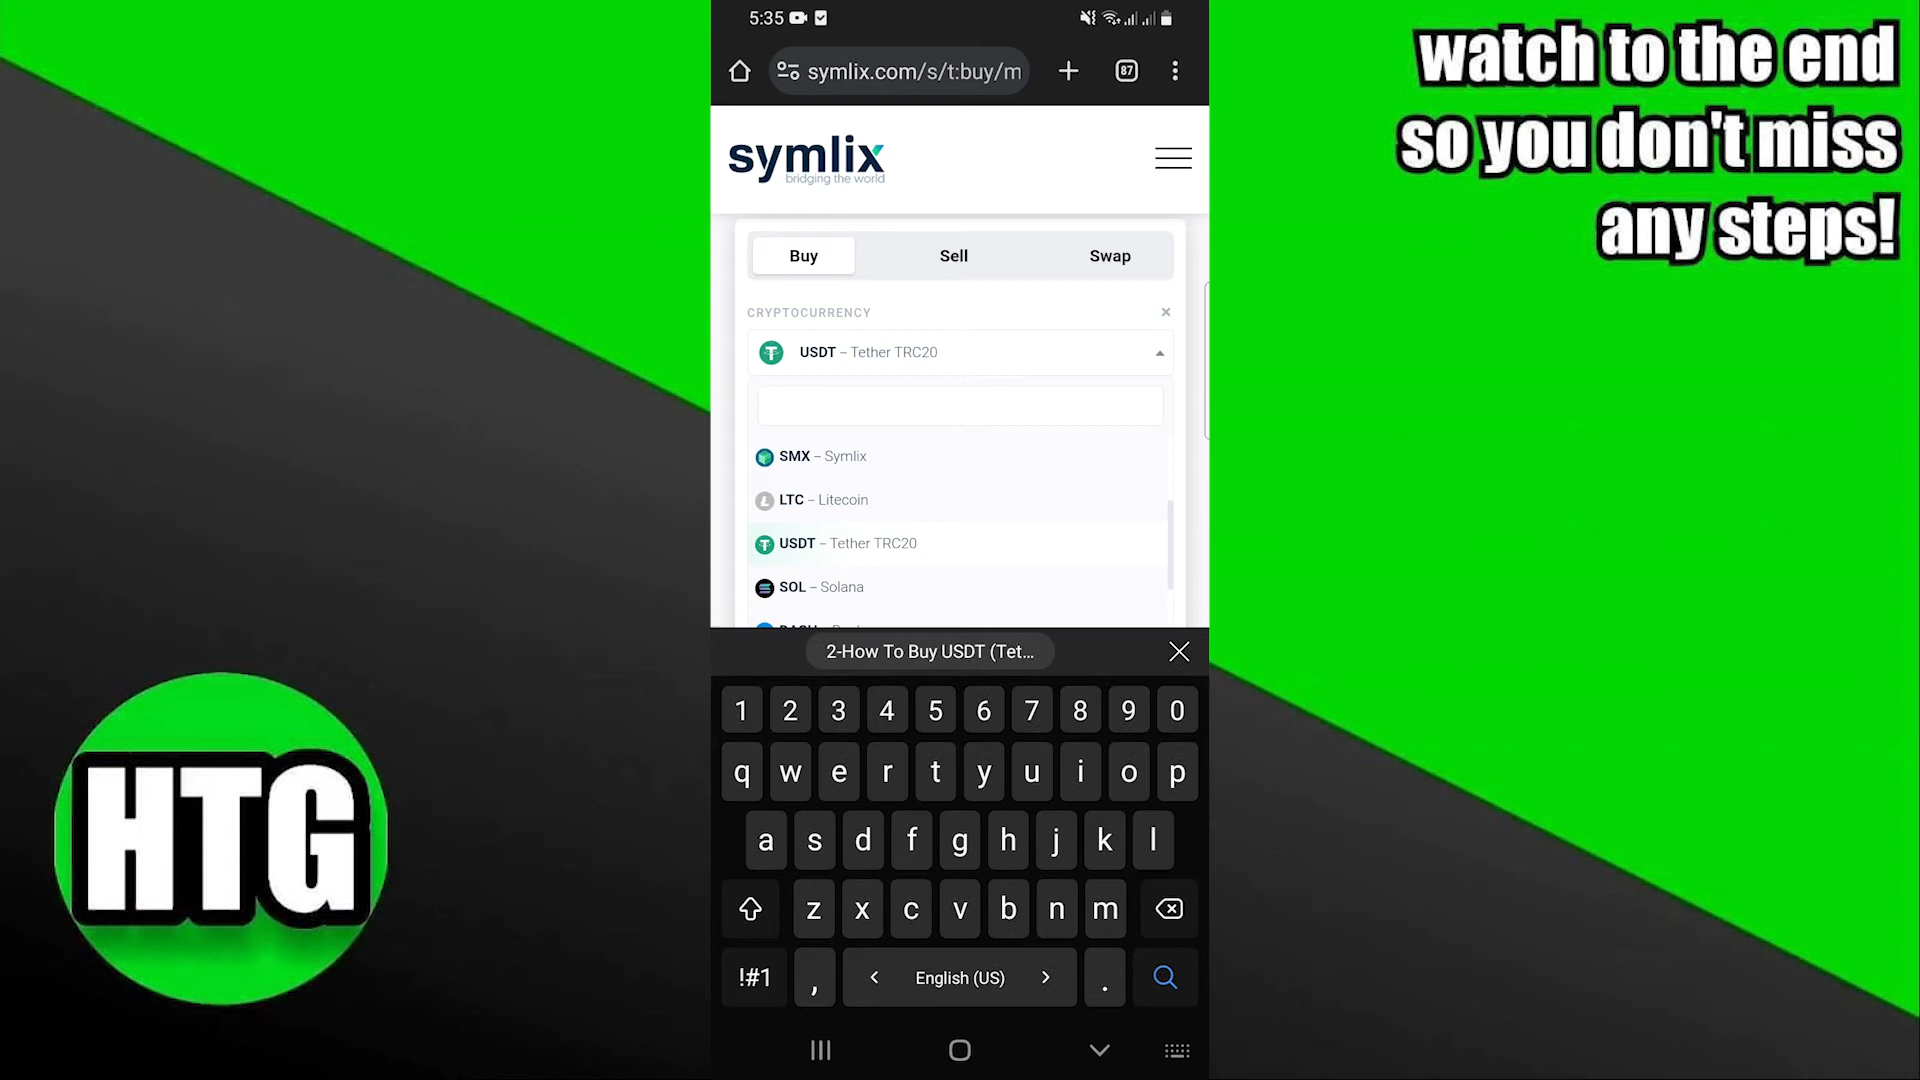 watch to the end
so you don't miss
any steps!
5:35
symlix.com/s/t:buy/m
87
symlix
bridging the world
Buy Sell Swap
CRYPTOCURRENCY ×
USDT – Tether TRC20
SMX – Symlix
LTC – Litecoin
USDT – Tether TRC20
SOL – Solana
2-How To Buy USDT (Tet...
1 2 3 4 5 6 7 8 9 0
q w e r t y u i o p
a s d f g h j k l
z x c v b n m
!#1 , < English (US) > .
HTG